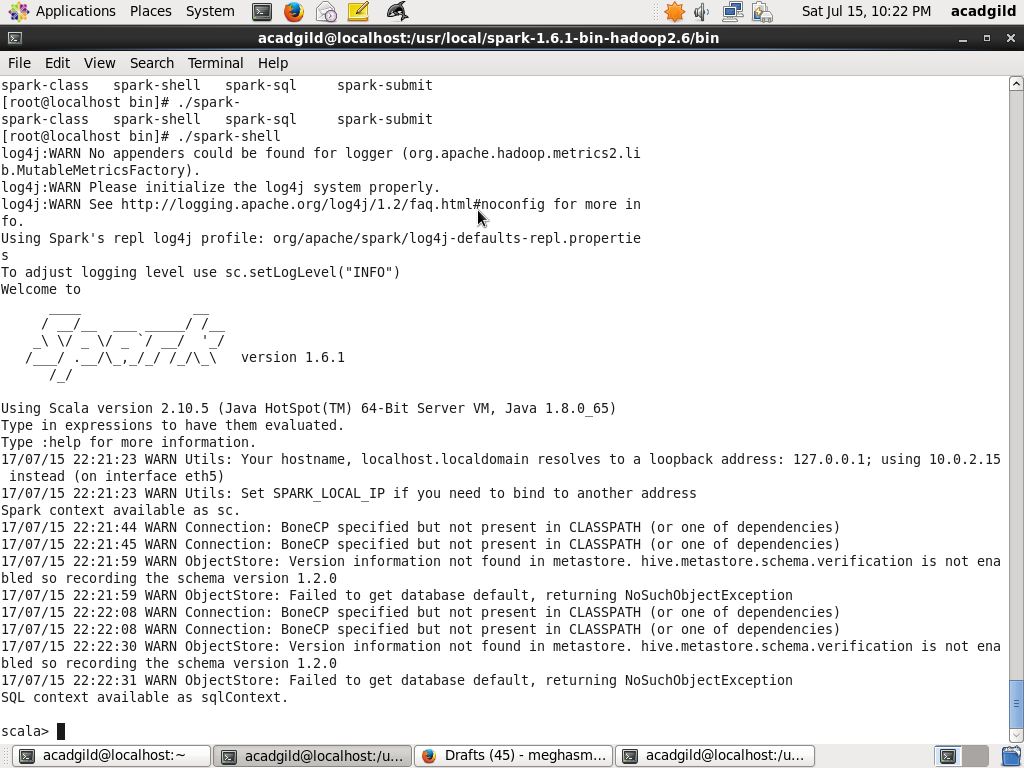 Applications Places System Sat Jul 15, 10:22 PM acadgild
acadgild@localhost:/usr/local/spark-1.6.1-bin-hadoop2.6/bin
File Edit View Search Terminal Help
spark-class   spark-shell   spark-sql     spark-submit
[root@localhost bin]# ./spark-
spark-class   spark-shell   spark-sql     spark-submit
[root@localhost bin]# ./spark-shell
log4j:WARN No appenders could be found for logger (org.apache.hadoop.metrics2.li
b.MutableMetricsFactory).
log4j:WARN Please initialize the log4j system properly.
log4j:WARN See http://logging.apache.org/log4j/1.2/faq.html#noconfig for more in
fo.
Using Spark's repl log4j profile: org/apache/spark/log4j-defaults-repl.propertie
s
To adjust logging level use sc.setLogLevel("INFO")
Welcome to
      ____              __
     / __/__  ___ _____/ /__
    _\ \/ _ \/ _ `/ __/  '_/
   /___/ .__/\_,_/_/ /_/\_\   version 1.6.1
      /_/
Using Scala version 2.10.5 (Java HotSpot(TM) 64-Bit Server VM, Java 1.8.0_65)
Type in expressions to have them evaluated.
Type :help for more information.
17/07/15 22:21:23 WARN Utils: Your hostname, localhost.localdomain resolves to a loopback address: 127.0.0.1; using 10.0.2.15
 instead (on interface eth5)
17/07/15 22:21:23 WARN Utils: Set SPARK_LOCAL_IP if you need to bind to another address
Spark context available as sc.
17/07/15 22:21:44 WARN Connection: BoneCP specified but not present in CLASSPATH (or one of dependencies)
17/07/15 22:21:45 WARN Connection: BoneCP specified but not present in CLASSPATH (or one of dependencies)
17/07/15 22:21:59 WARN ObjectStore: Version information not found in metastore. hive.metastore.schema.verification is not ena
bled so recording the schema version 1.2.0
17/07/15 22:21:59 WARN ObjectStore: Failed to get database default, returning NoSuchObjectException
17/07/15 22:22:08 WARN Connection: BoneCP specified but not present in CLASSPATH (or one of dependencies)
17/07/15 22:22:08 WARN Connection: BoneCP specified but not present in CLASSPATH (or one of dependencies)
17/07/15 22:22:30 WARN ObjectStore: Version information not found in metastore. hive.metastore.schema.verification is not ena
bled so recording the schema version 1.2.0
17/07/15 22:22:31 WARN ObjectStore: Failed to get database default, returning NoSuchObjectException
SQL context available as sqlContext.
scala>
acadgild@localhost:~ acadgild@localhost:/u... Drafts (45) - meghasm... acadgild@localhost:/u...